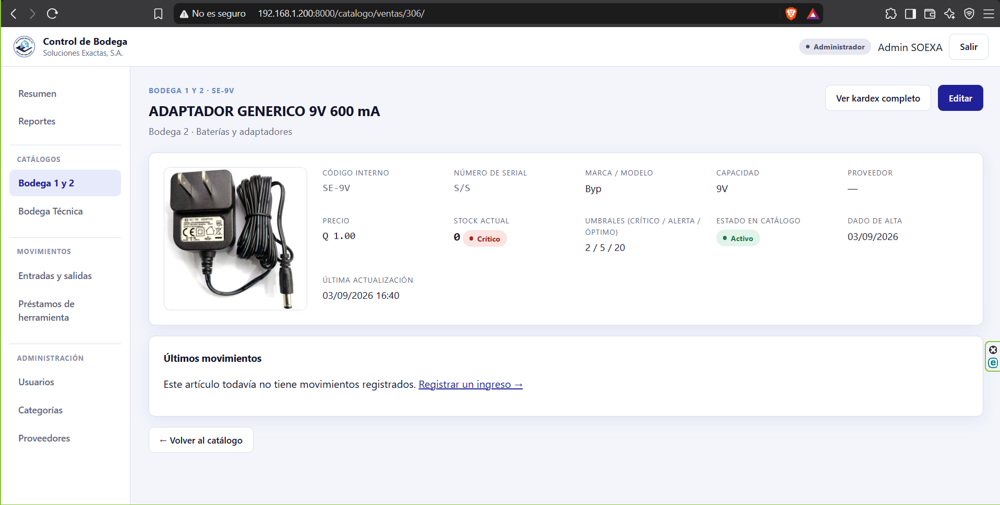 No es seguro 192.168.1.200:8000/catalogo/ventas/306/
Control de Bodega
Soluciones Exactas, S.A.
Administrador
Admin SOEXA
Salir
Resumen
Reportes
CATÁLOGOS
Bodega 1 y 2
Bodega Técnica
MOVIMIENTOS
Entradas y salidas
Préstamos de
herramienta
ADMINISTRACIÓN
Usuarios
Categorías
Proveedores
BODEGA 1 Y 2 · SE-9V
ADAPTADOR GENERICO 9V 600 mA
Bodega 2 · Baterías y adaptadores
Ver kardex completo
Editar
AC-DC ADAPTOR
CÓDIGO INTERNO
SE-9V
NÚMERO DE SERIAL
S/S
MARCA / MODELO
Byp
CAPACIDAD
9V
PROVEEDOR
—
PRECIO
Q 1.00
STOCK ACTUAL
0 Crítico
UMBRALES (CRÍTICO / ALERTA /
ÓPTIMO)
2 / 5 / 20
ESTADO EN CATÁLOGO
Activo
DADO DE ALTA
03/09/2026
ÚLTIMA ACTUALIZACIÓN
03/09/2026 16:40
Últimos movimientos
Este artículo todavía no tiene movimientos registrados. Registrar un ingreso →
← Volver al catálogo